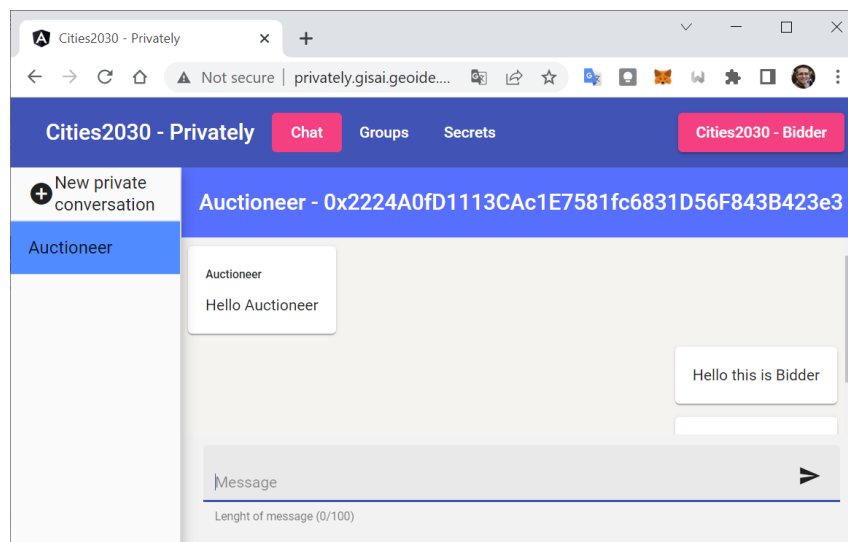 Cities2030 - Privately
Not secure | privately.gisai.geoide....
Cities2030 - Privately
Chat
Groups
Secrets
Cities2030 - Bidder
New private
conversation
Auctioneer - 0x2224A0fD1113CAc1E7581fc6831D56F843B423e3
Auctioneer
Auctioneer
Hello Auctioneer
Hello this is Bidder
Message
Lenght of message (0/100)